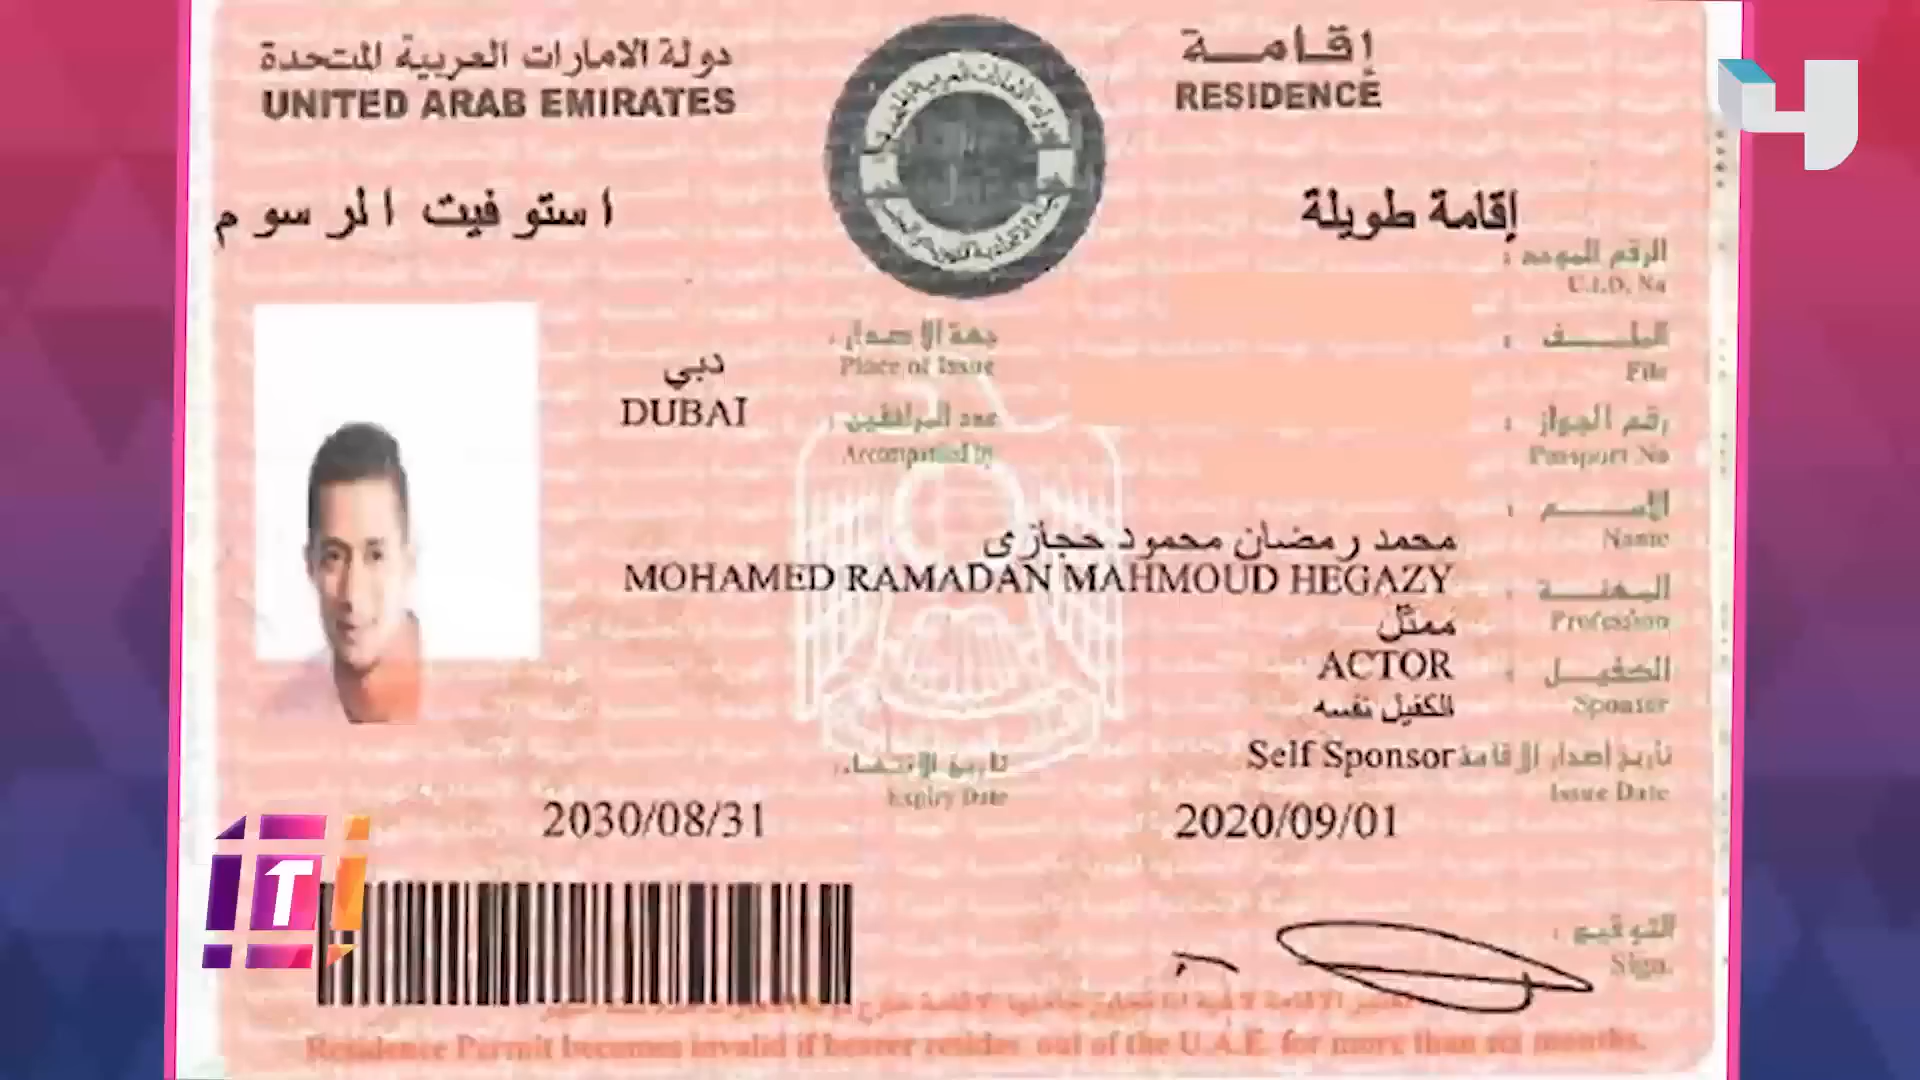 دولة الامارات العربية المتحدة
UNITED ARAB EMIRATES
إقامة
RESIDENCE
استوفيت الرسوم
إقامة طويلة
الرقم الموحد :
U.I.D. No
جهة الإصدار :
Place of Issue
دبي
DUBAI
الملف :
File
عدد المرافقين :
Accompanied by
رقم الجواز :
Passport No
الاسم :
Name
محمد رمضان محمود حجازى
MOHAMED RAMADAN MAHMOUD HEGAZY
المهنة :
Profession
ممثل
ACTOR
الكفيل :
Sponsor
الكفيل نفسه
Self Sponsor
تاريخ إصدار الإقامة
Issue Date
2020/09/01
تاريخ الانتهاء :
Expiry Date
2030/08/31
التوقيع :
Sign.
Residence Permit becomes invalid if bearer resides out of the U.A.E. for more than six months.
4
T